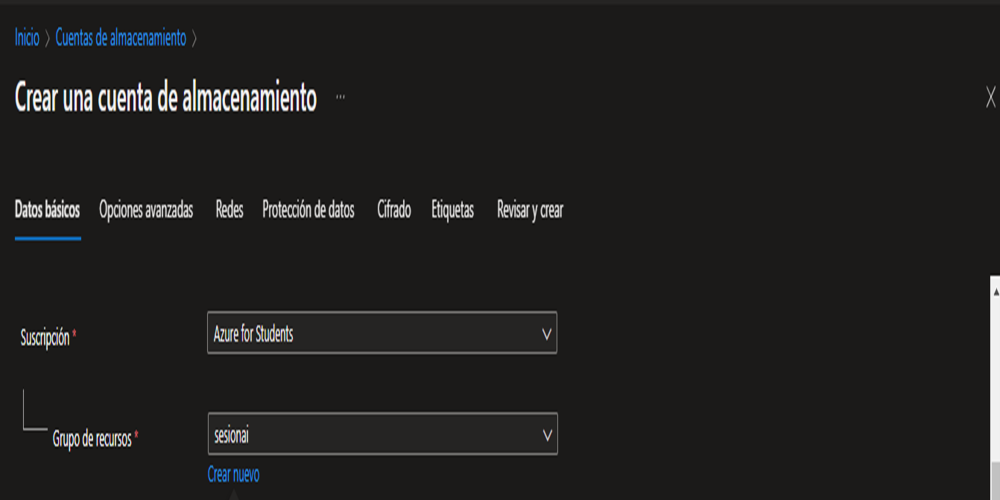 Inicio > Cuentas de almacenamiento >
Crear una cuenta de almacenamiento ...
Datos básicos Opciones avanzadas Redes Protección de datos Cifrado Etiquetas Revisar y crear
Suscripción * Azure for Students
Grupo de recursos * sesionai
Crear nuevo